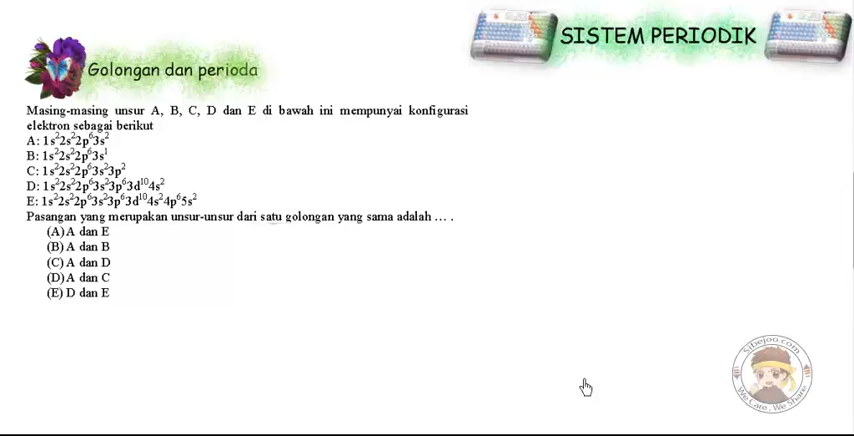 SISTEM PERIODIK
Golongan dan perioda
Masing-masing unsur A, B, C, D dan E di bawah ini mempunyai konfigurasi
elektron sebagai berikut
A: 1s²2s²2p⁶3s²
B: 1s²2s²2p⁶3s¹
C: 1s²2s²2p⁶3s²3p²
D: 1s²2s²2p⁶3s²3p⁶3d¹⁰4s²
E: 1s²2s²2p⁶3s²3p⁶3d¹⁰4s²4p⁶5s²
Pasangan yang merupakan unsur-unsur dari satu golongan yang sama adalah ... .
(A) A dan E
(B) A dan B
(C) A dan D
(D) A dan C
(E) D dan E
Sibejoo.com
We Care, We Share